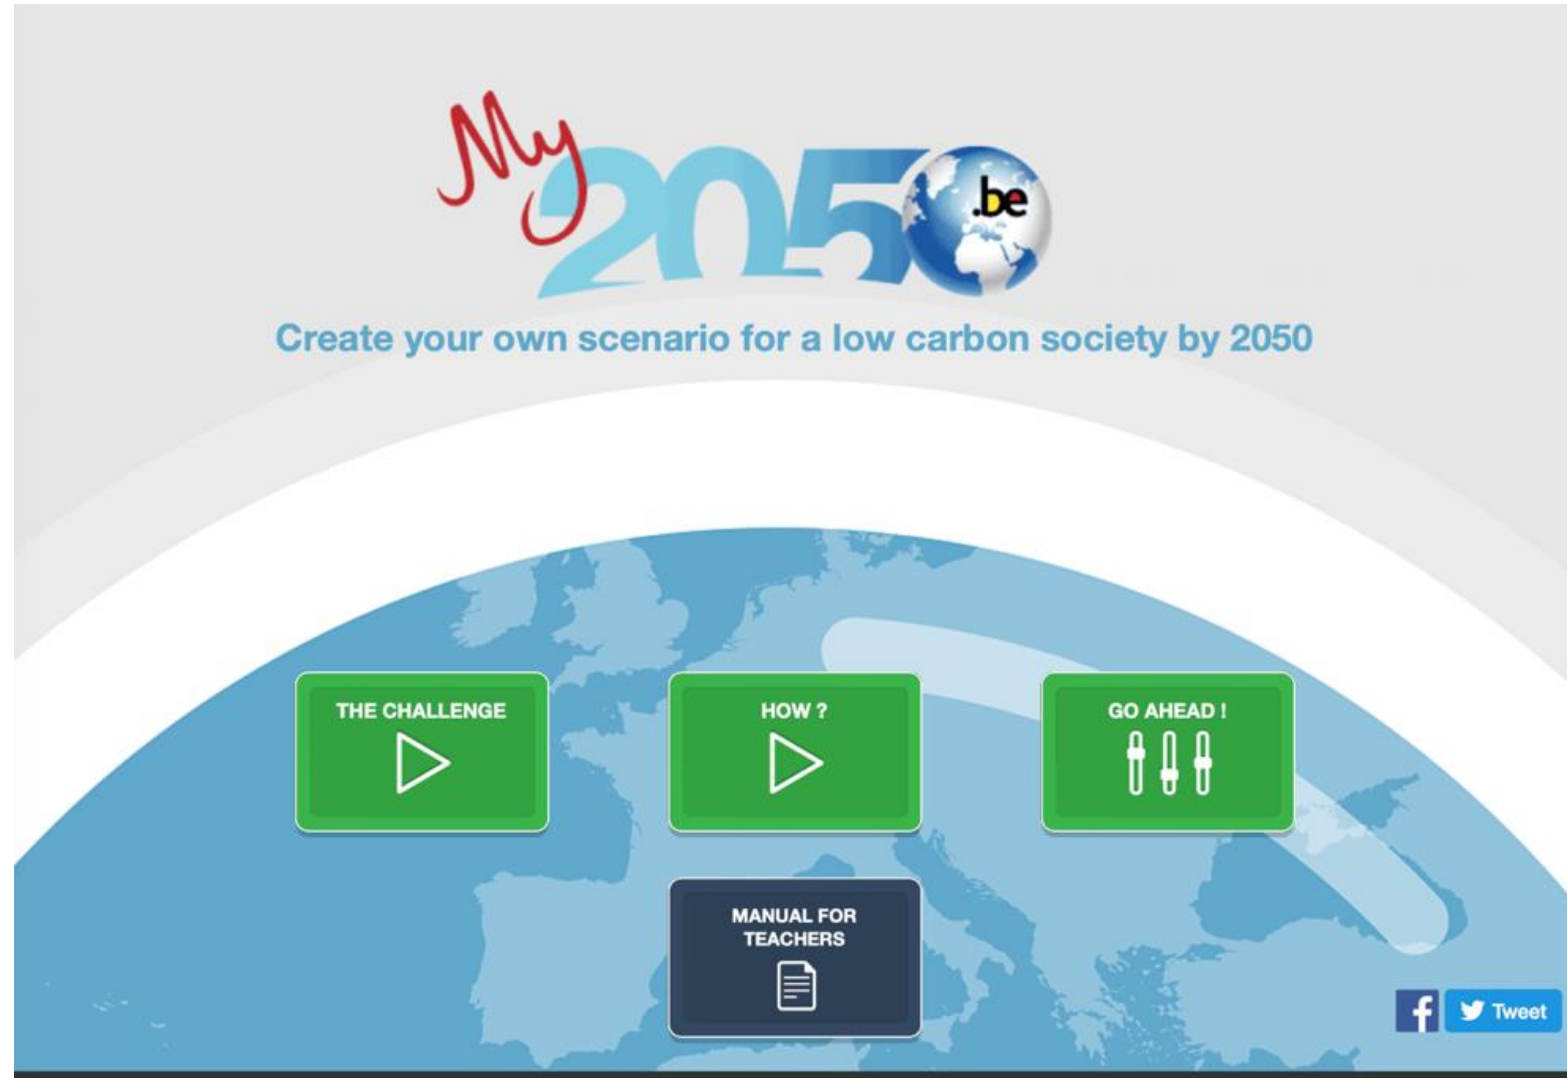 My 2050 .be
Create your own scenario for a low carbon society by 2050
THE CHALLENGE
HOW ?
GO AHEAD !
MANUAL FOR
TEACHERS
f
Tweet